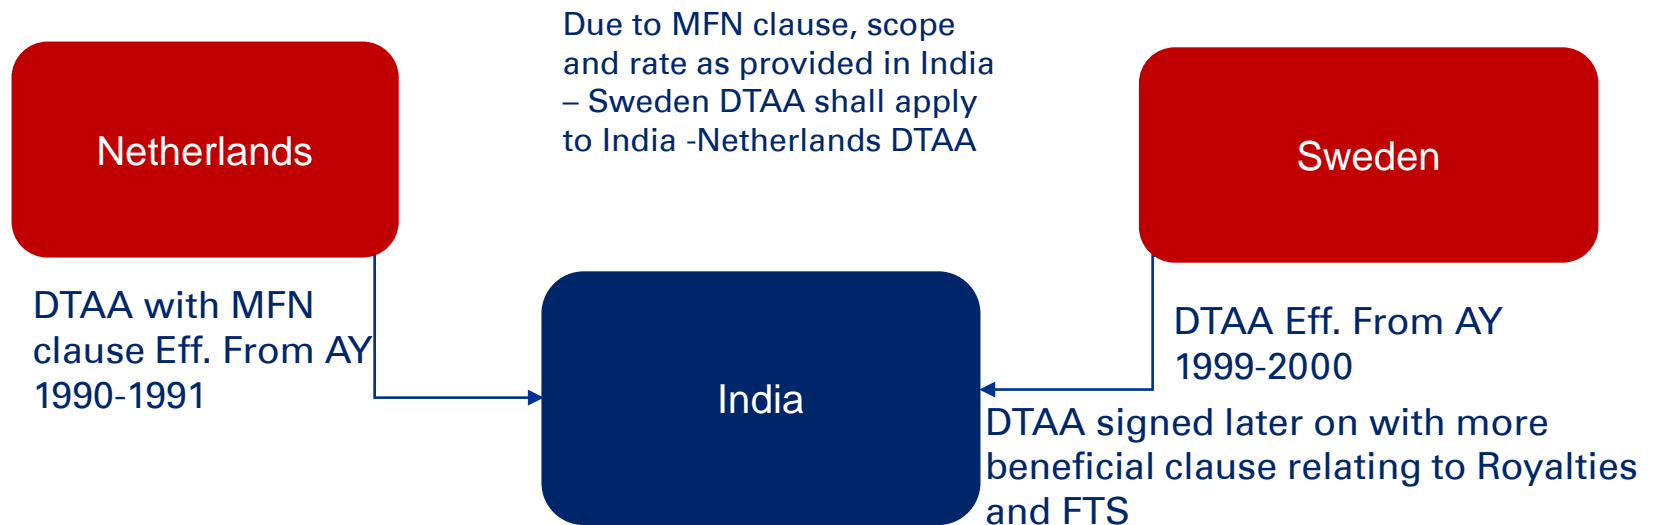 Due to MFN clause, scope
and rate as provided in India
– Sweden DTAA shall apply
to India -Netherlands DTAA
Netherlands
Sweden
DTAA with MFN
clause Eff. From AY
1990-1991
India
DTAA Eff. From AY
1999-2000
DTAA signed later on with more
beneficial clause relating to Royalties
and FTS